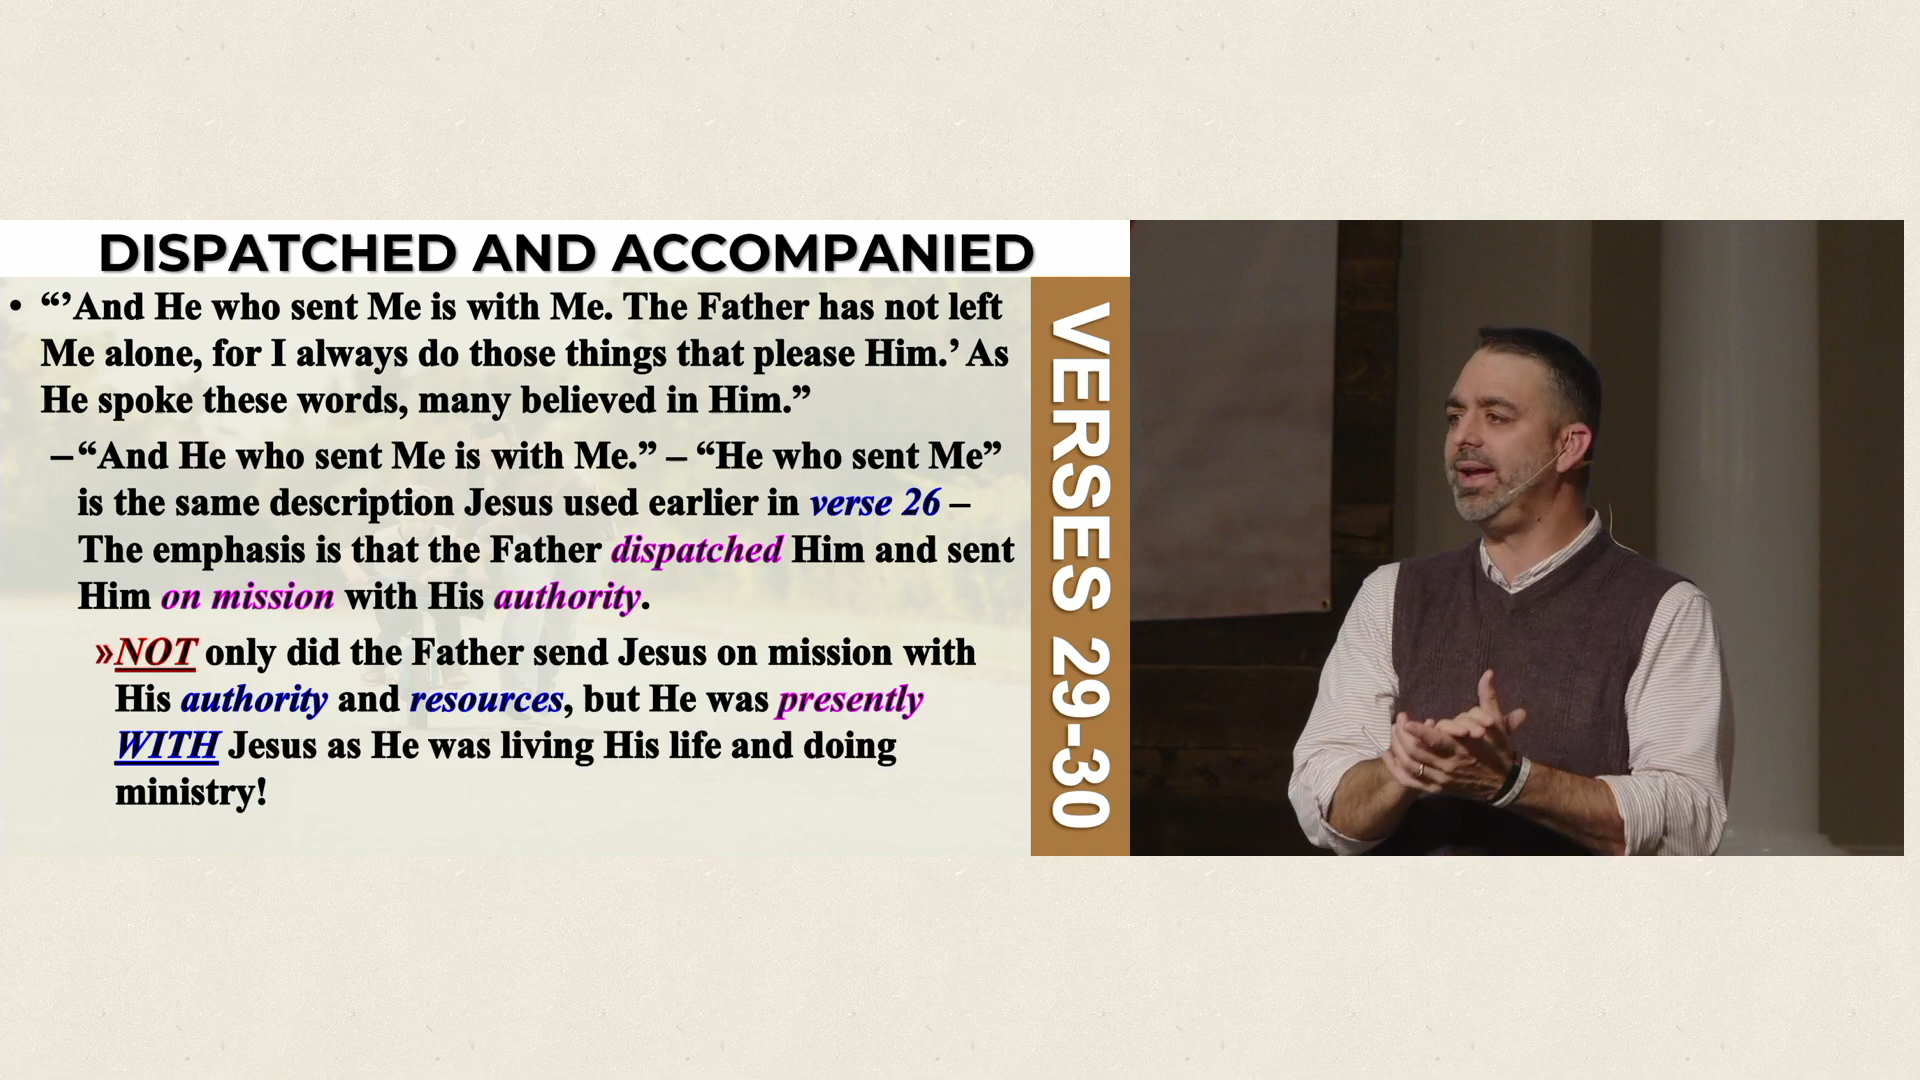 DISPATCHED AND ACCOMPANIED
• “’And He who sent Me is with Me. The Father has not left
Me alone, for I always do those things that please Him.’ As
He spoke these words, many believed in Him.”
–“And He who sent Me is with Me.” – “He who sent Me”
is the same description Jesus used earlier in verse 26 –
The emphasis is that the Father dispatched Him and sent
Him on mission with His authority.
»NOT only did the Father send Jesus on mission with
His authority and resources, but He was presently
WITH Jesus as He was living His life and doing
ministry!
VERSES 29-30